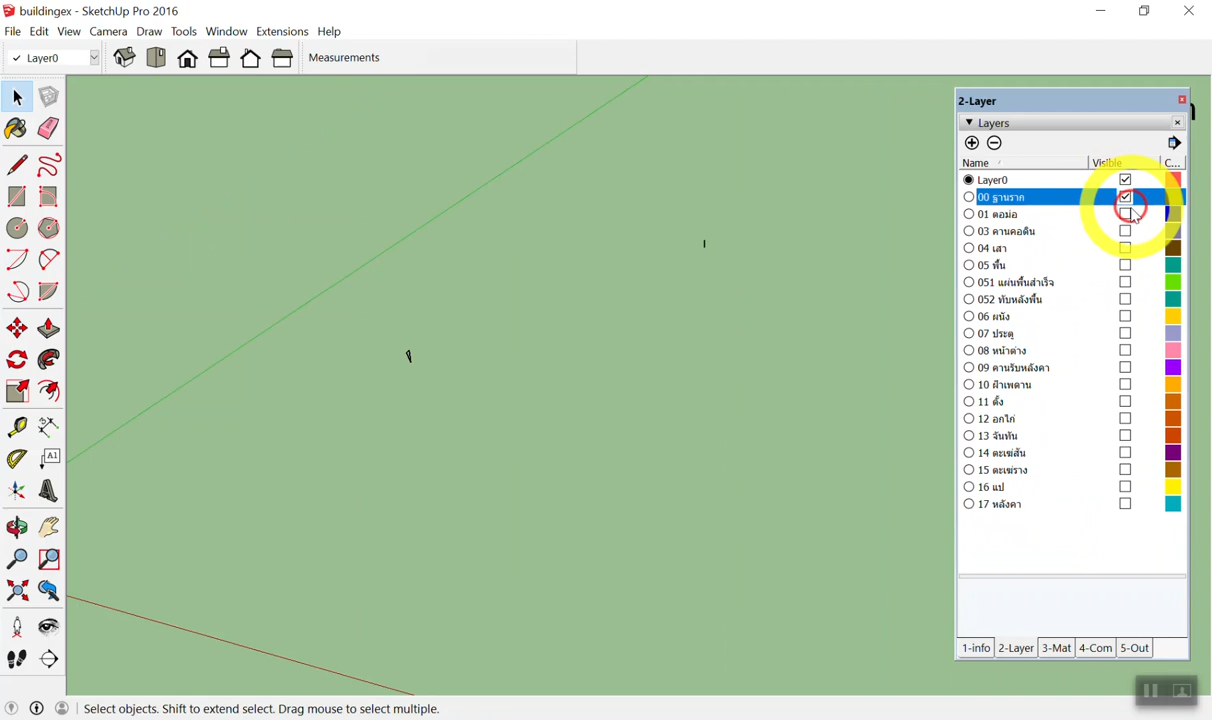 buildingex - SketchUp Pro 2016
File Edit View Camera Draw Tools Window Extensions Help
Layer0
Measurements
2-Layer
Layers
Name Visible C...
Layer0
00 ฐานราก
01 ตอม่อ
03 คานคอดิน
04 เสา
05 พื้น
051 แผ่นพื้นสำเร็จ
052 ทับหลังพื้น
06 ผนัง
07 ประตู
08 หน้าต่าง
09 คานรับหลังคา
10 ฝ้าเพดาน
11 ดั้ง
12 อกไก่
13 จันทัน
14 ตะเฆ่สัน
15 ตะเฆ่ราง
16 แป
17 หลังคา
A1
1-info 2-Layer 3-Mat 4-Com 5-Out
Select objects. Shift to extend select. Drag mouse to select multiple.